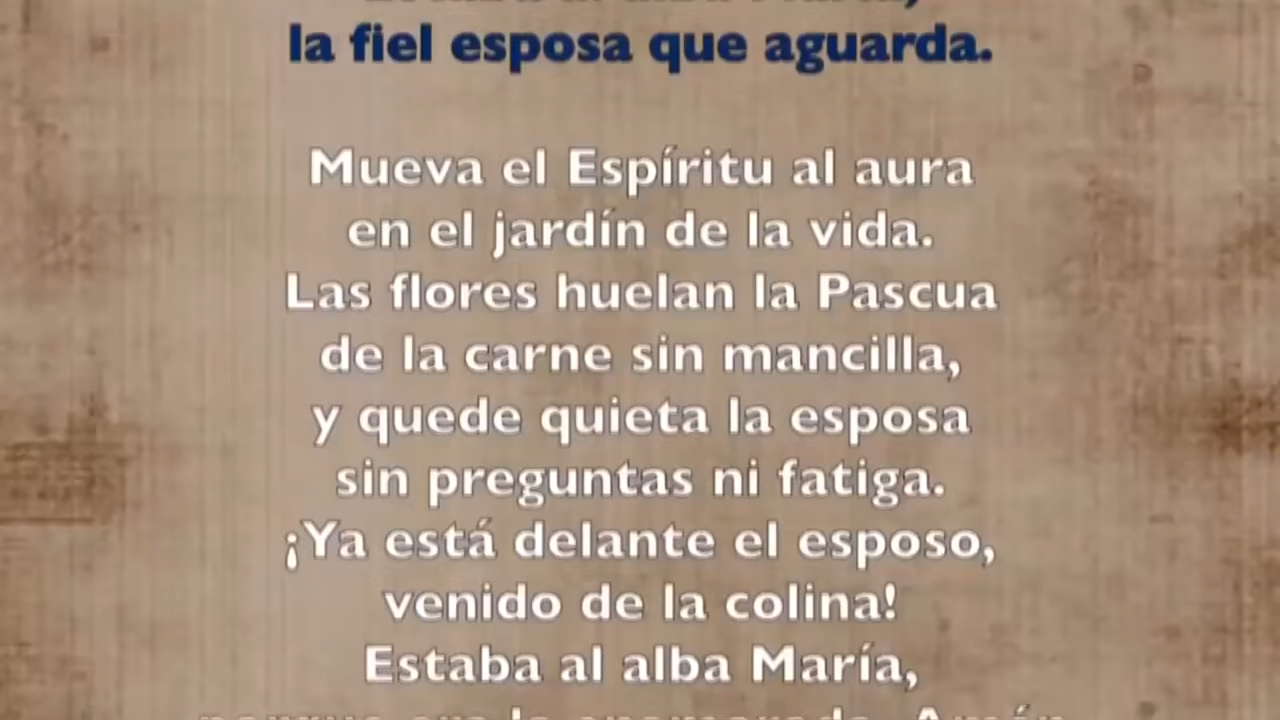 la fiel esposa que aguarda.
Mueva el Espíritu al aura
en el jardín de la vida.
Las flores huelan la Pascua
de la carne sin mancilla,
y quede quieta la esposa
sin preguntas ni fatiga.
¡Ya está delante el esposo,
venido de la colina!
Estaba al alba María,